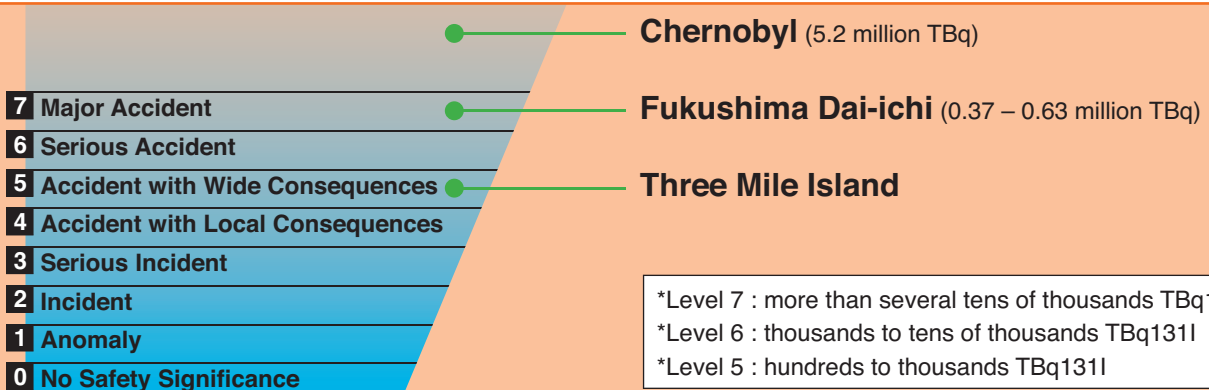 Chernobyl (5.2 million TBq)
7 Major Accident
Fukushima Dai-ichi (0.37 – 0.63 million TBq)
6 Serious Accident
5 Accident with Wide Consequences
Three Mile Island
4 Accident with Local Consequences
3 Serious Incident
2 Incident
1 Anomaly
0 No Safety Significance
*Level 7 : more than several tens of thousands
*Level 6 : thousands to tens of thousands TBq131I
*Level 5 : hundreds to thousands TBq131I